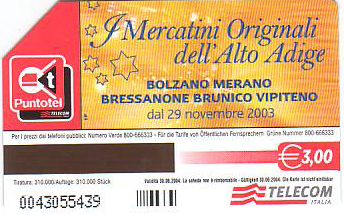 I Mercatini Originali
dell'Alto Adige
Puntotel
TELECOM
BOLZANO MERANO
BRESSANONE BRUNICO VIPITENO
dal 29 novembre 2003
Per i prezzi dai telefoni pubblici: Numero Verde 800-666333 - Für die Tarife von Öffentlichen Fernsprechern Grüne Nummer 800-666333
€ 3,00
Tiratura: 310.000/Auflage: 310.000 Stück
Validità 30.06.2004. La scheda non è rimborsabile - Gültigkeit 30.06.2004. Die Karte ist nicht einlösbar
0043055439
TELECOM
ITALIA